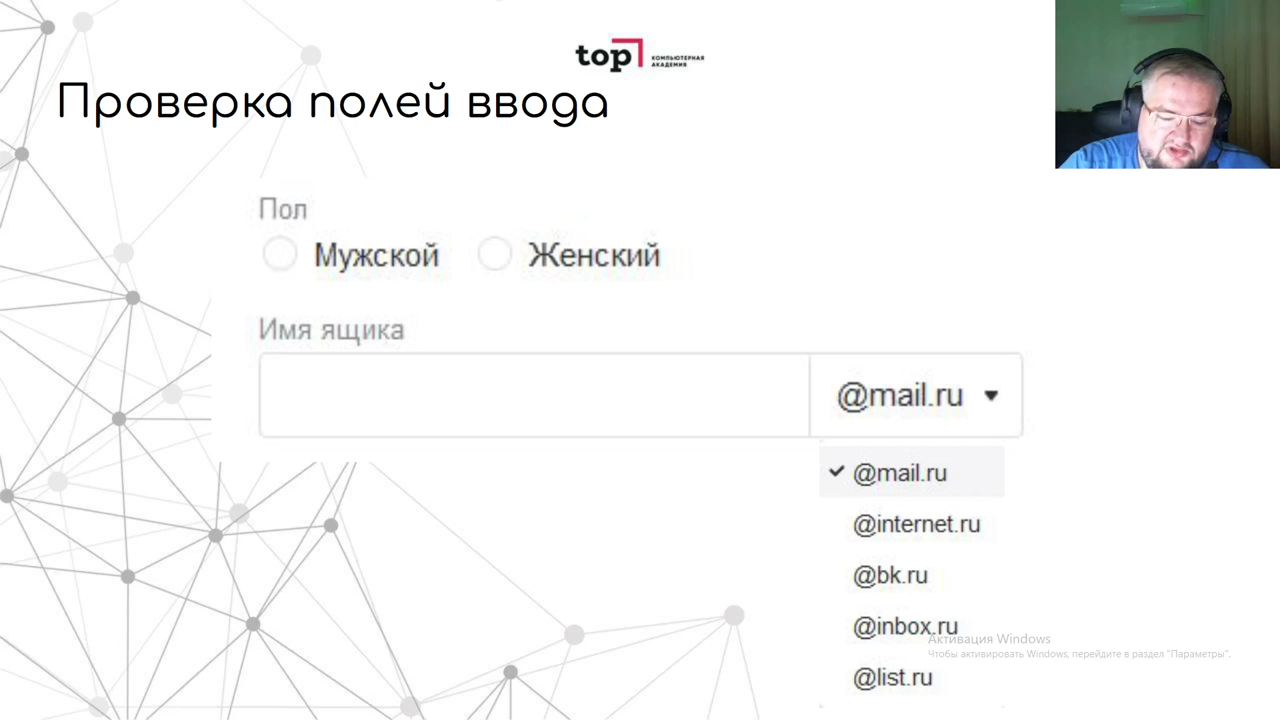 top КОМПЬЮТЕРНАЯ
АКАДЕМИЯ
Проверка полей ввода
Пол
Мужской Женский
Имя ящика
@mail.ru
@mail.ru
@internet.ru
@bk.ru
@inbox.ru
@list.ru
Активация Windows
Чтобы активировать Windows, перейдите в раздел "Параметры".